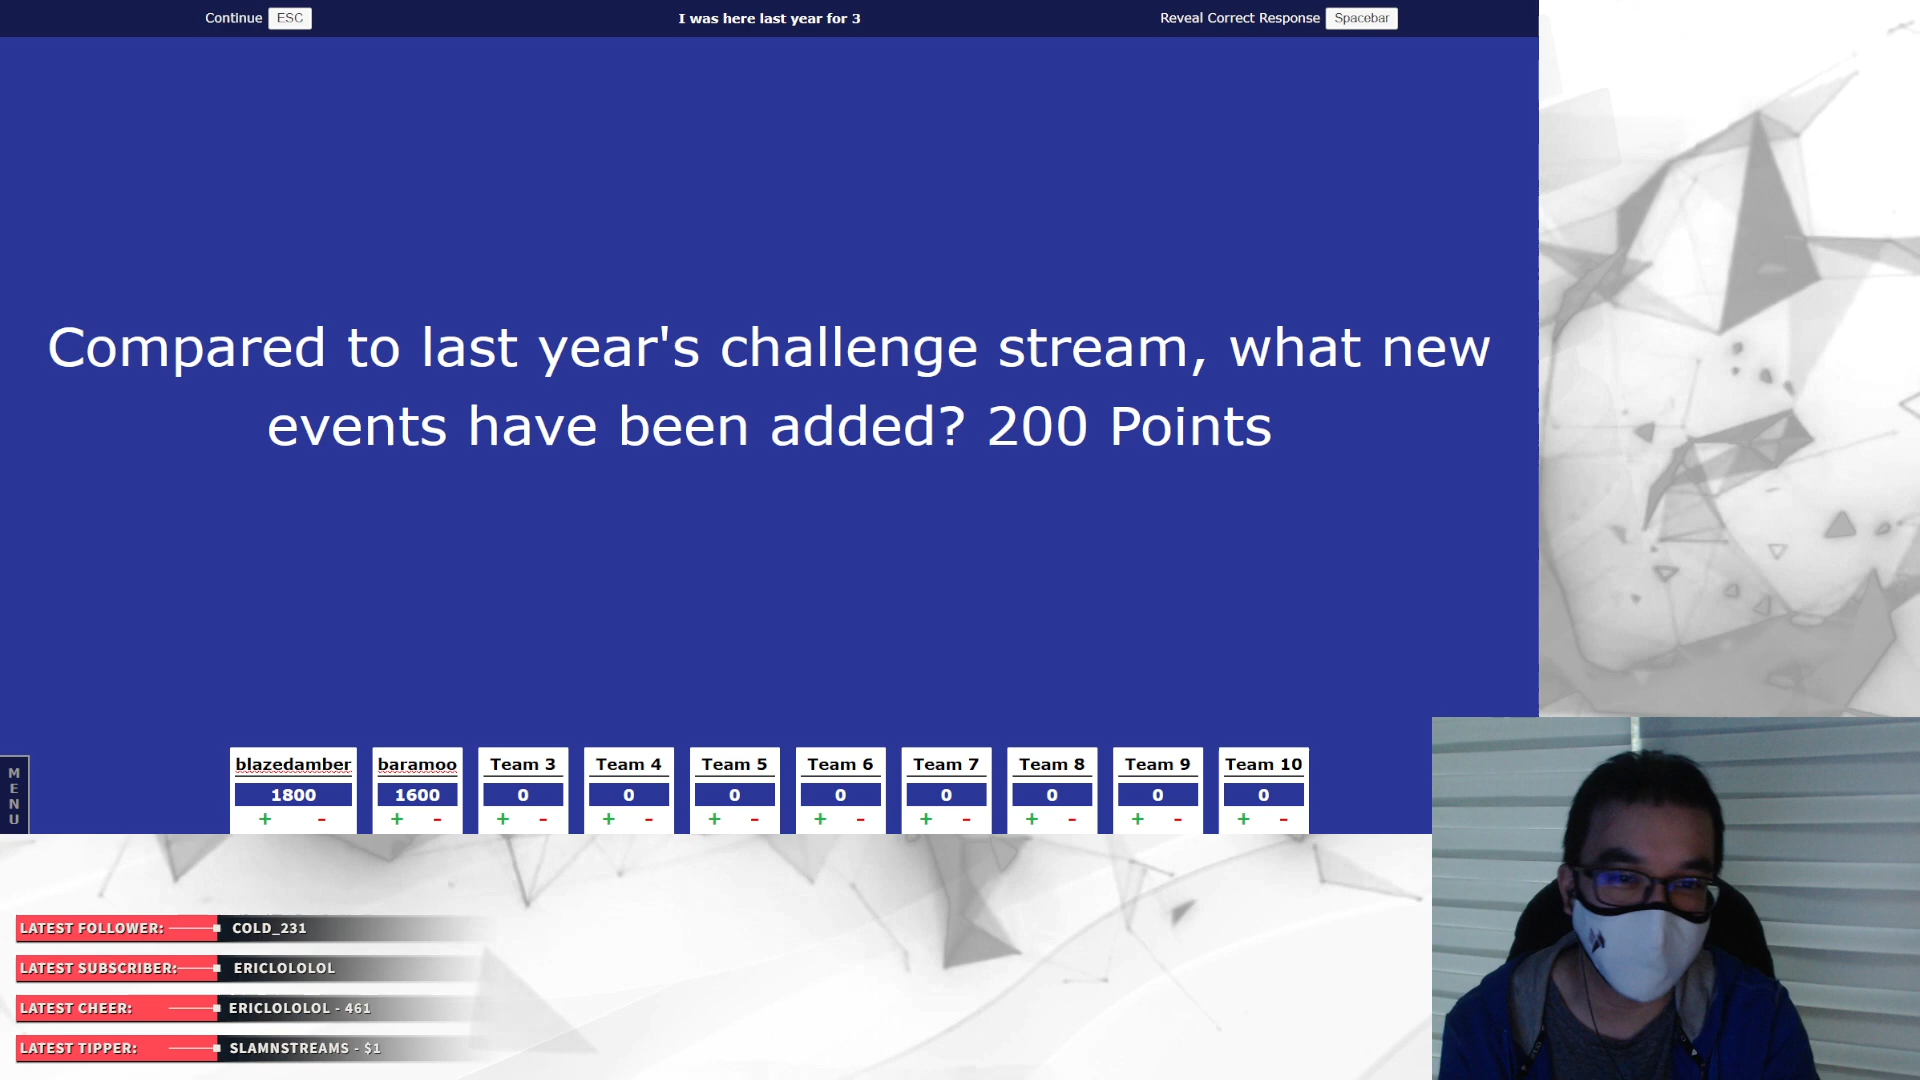 Continue ESC
I was here last year for 3
Reveal Correct Response Spacebar
Compared to last year's challenge stream, what new
events have been added? 200 Points
MENU
blazedamber baramoo Team 3 Team 4 Team 5 Team 6 Team 7 Team 8 Team 9 Team 10
1800 1600 0 0 0 0 0 0 0 0
+ - + - + - + - + - + - + - + - + - + -
LATEST FOLLOWER: COLD_231
LATEST SUBSCRIBER: ERICLOLOLOL
LATEST CHEER: ERICLOLOLOL - 461
LATEST TIPPER: SLAMNSTREAMS - $1